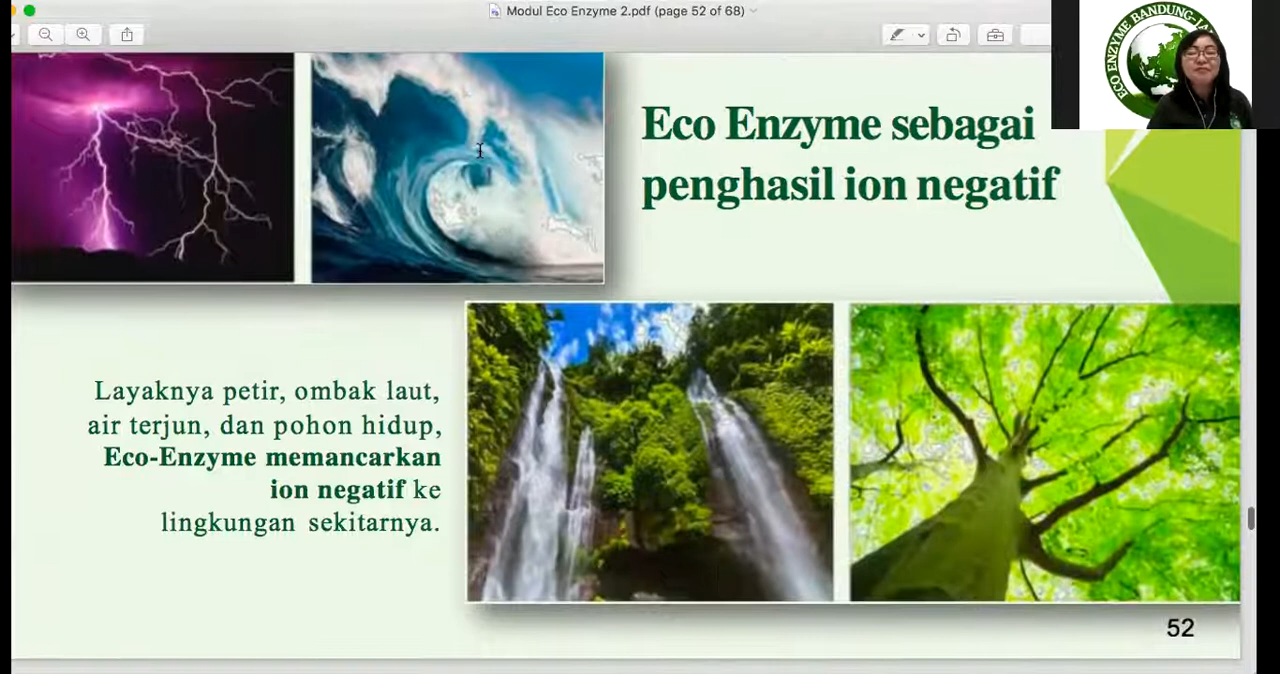 Modul Eco Enzyme 2.pdf (page 52 of 68)
ECO ENZYME BANDUNG-JA
Eco Enzyme sebagai
penghasil ion negatif
Layaknya petir, ombak laut,
air terjun, dan pohon hidup,
Eco-Enzyme memancarkan
ion negatif ke
lingkungan sekitarnya.
52